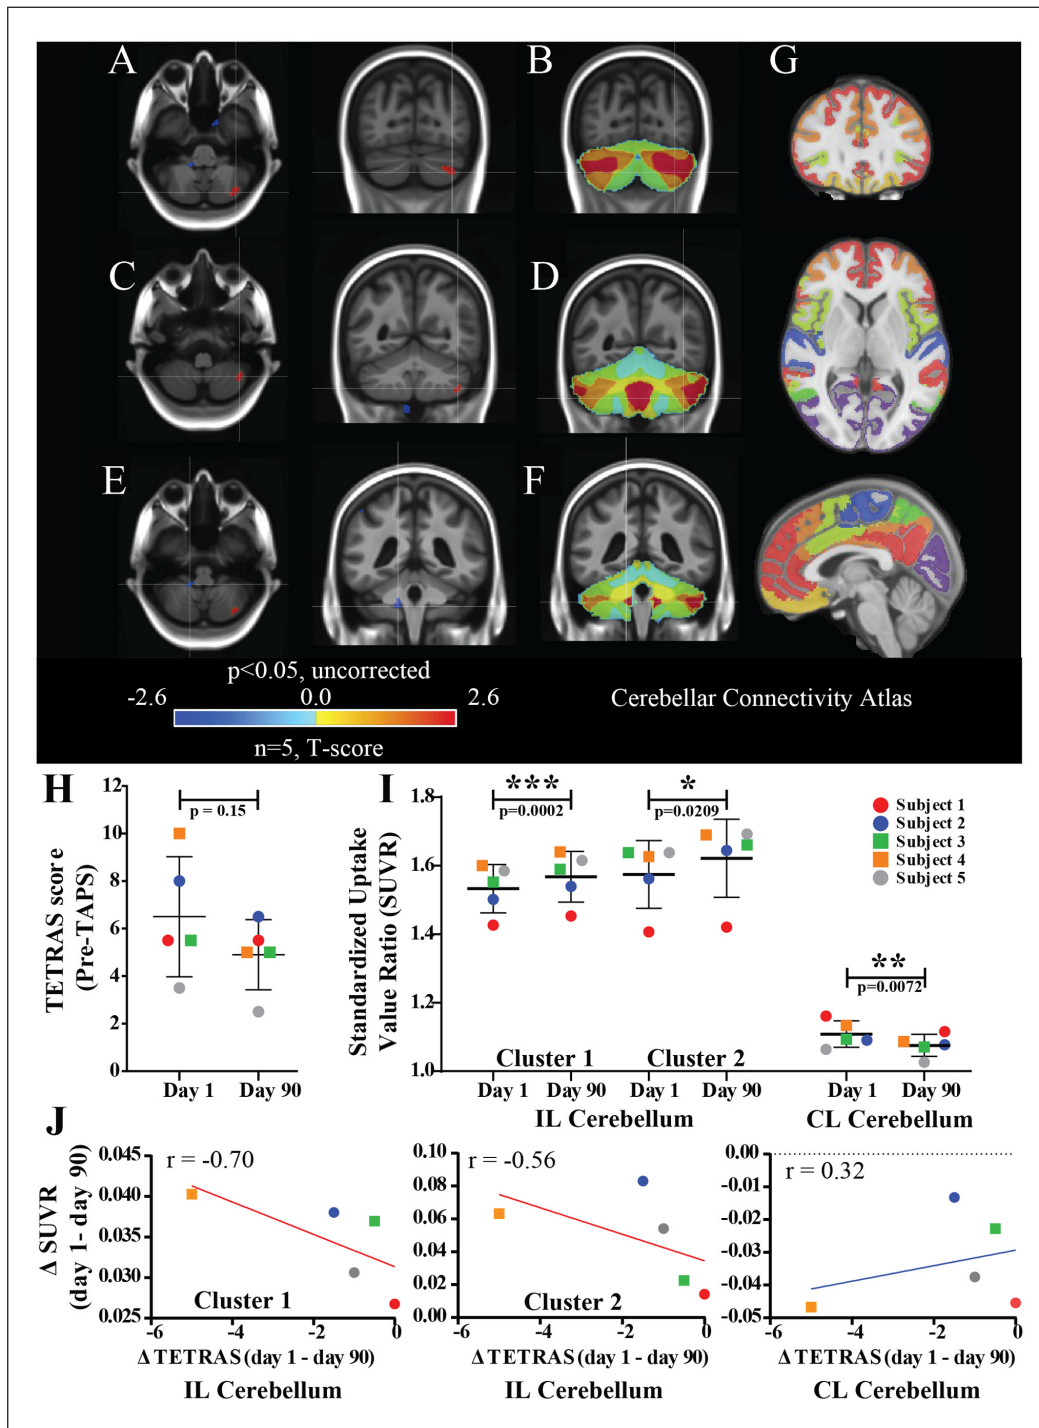 A
B
G
C
D
E
F
p<0.05, uncorrected
-2.6
0.0
2.6
n=5, T-score
Cerebellar Connectivity Atlas
H
TETRAS score
(Pre-TAPS)
12
10
8
6
4
2
0
p = 0.15
Day 1
Day 90
I
Standardized Uptake
Value Ratio (SUVR)
1.8
1.6
1.4
1.2
1.0
***
p=0.0002
*
p=0.0209
**
p=0.0072
Subject 1
Subject 2
Subject 3
Subject 4
Subject 5
Cluster 1
Cluster 2
Day 1
Day 90
Day 1
Day 90
Day 1
Day 90
IL Cerebellum
CL Cerebellum
J
Δ SUVR
(day 1- day 90)
0.045
0.040
0.035
0.030
0.025
r = -0.70
Cluster 1
-6
-4
-2
0
Δ TETRAS (day 1 - day 90)
IL Cerebellum
0.10
0.08
0.06
0.04
0.02
0.00
r = -0.56
Cluster 2
-6
-4
-2
0
Δ TETRAS (day 1 - day 90)
IL Cerebellum
0.00
-0.01
-0.02
-0.03
-0.04
-0.05
r = 0.32
-6
-4
-2
0
Δ TETRAS (day 1 - day 90)
CL Cerebellum